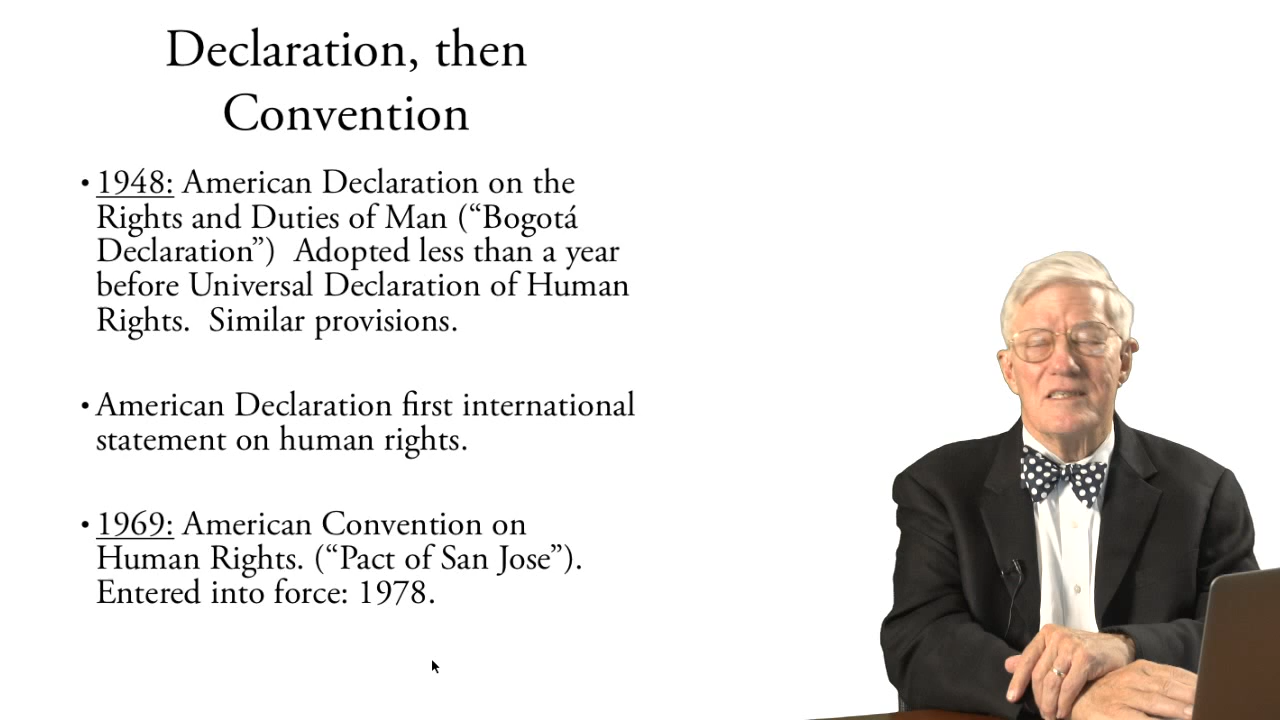 Declaration, then
Convention
• 1948: American Declaration on the
Rights and Duties of Man (“Bogotá
Declaration”)  Adopted less than a year
before Universal Declaration of Human
Rights.  Similar provisions.
• American Declaration first international
statement on human rights.
• 1969: American Convention on
Human Rights. (“Pact of San Jose”).
Entered into force: 1978.